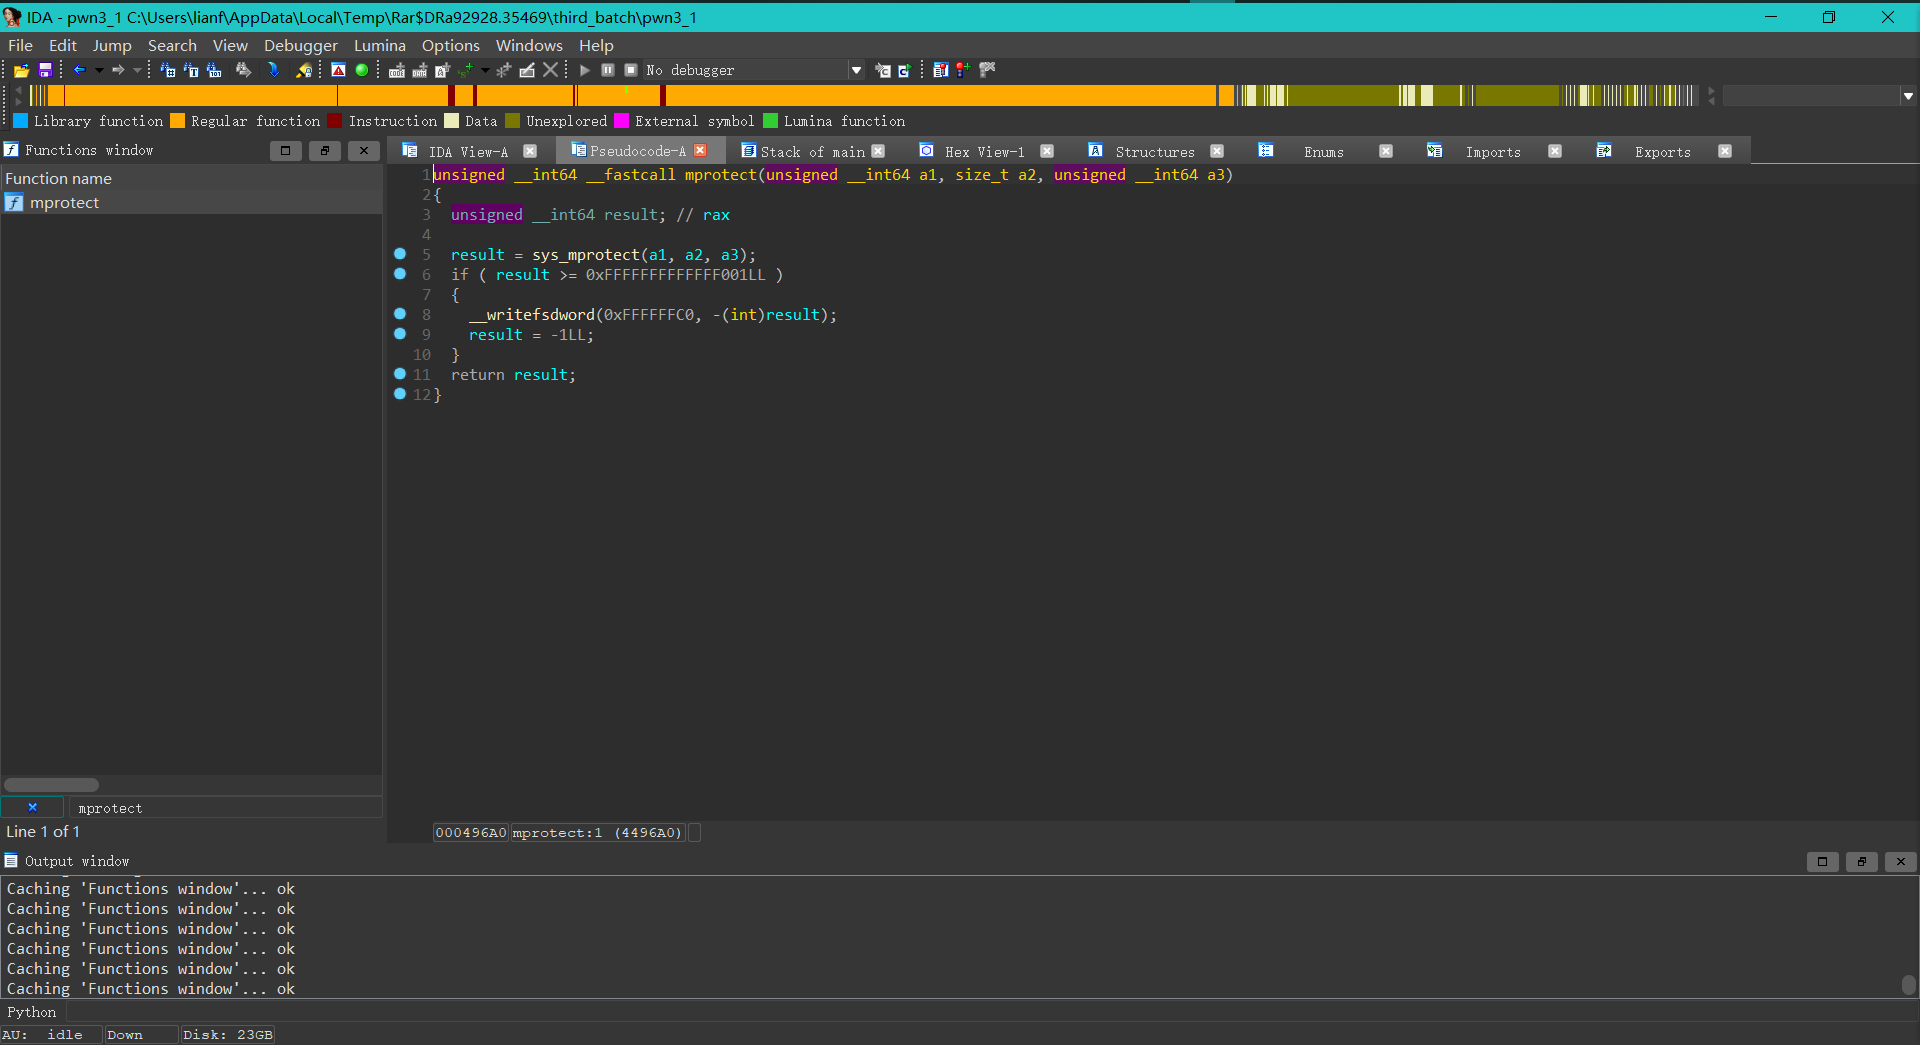 IDA - pwn3_1 C:\Users\lianf\AppData\Local\Temp\Rar$DRa92928.35469\third_batch\pwn3_1
File Edit Jump Search View Debugger Lumina Options Windows Help
No debugger
Library function Regular function Instruction Data Unexplored External symbol Lumina function
Functions window
IDA View-A Pseudocode-A Stack of main Hex View-1 Structures Enums Imports Exports
Function name
mprotect
1 unsigned __int64 __fastcall mprotect(unsigned __int64 a1, size_t a2, unsigned __int64 a3)
2 {
3 unsigned __int64 result; // rax
4
5 result = sys_mprotect(a1, a2, a3);
6 if ( result >= 0xFFFFFFFFFFFFF001LL )
7 {
8 __writefsdword(0xFFFFFFC0, -(int)result);
9 result = -1LL;
10 }
11 return result;
12 }
mprotect
Line 1 of 1
000496A0 mprotect:1 (4496A0)
Output window
Caching 'Functions window'... ok
Caching 'Functions window'... ok
Caching 'Functions window'... ok
Caching 'Functions window'... ok
Caching 'Functions window'... ok
Caching 'Functions window'... ok
Python
AU: idle Down Disk: 23GB